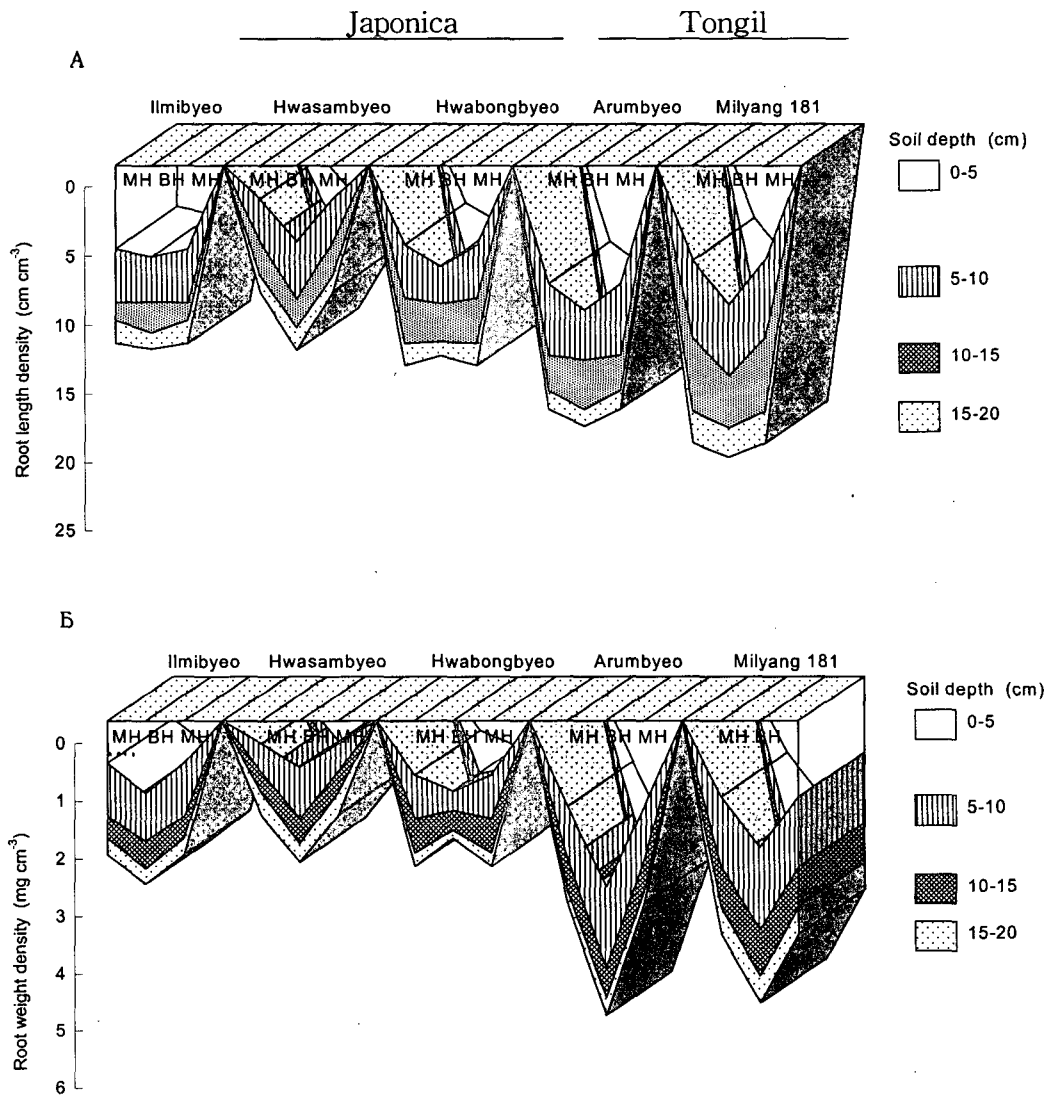 Japonica Tongil
А
Ilmibyeo Hwasambyeo Hwabongbyeo Arumbyeo Milyang 181
MH BH MH MH BH MH MH BH MH MH BH MH MH BH MH
Soil depth (cm)
0-5
5-10
10-15
15-20
Root length density (cm cm⁻³)
0
5
10
15
20
25
Б
Ilmibyeo Hwasambyeo Hwabongbyeo Arumbyeo Milyang 181
MH BH MH MH BH MH MH BH MH MH BH MH MH BH
Soil depth (cm)
0-5
5-10
10-15
15-20
Root weight density (mg cm⁻³)
0
1
2
3
4
5
6